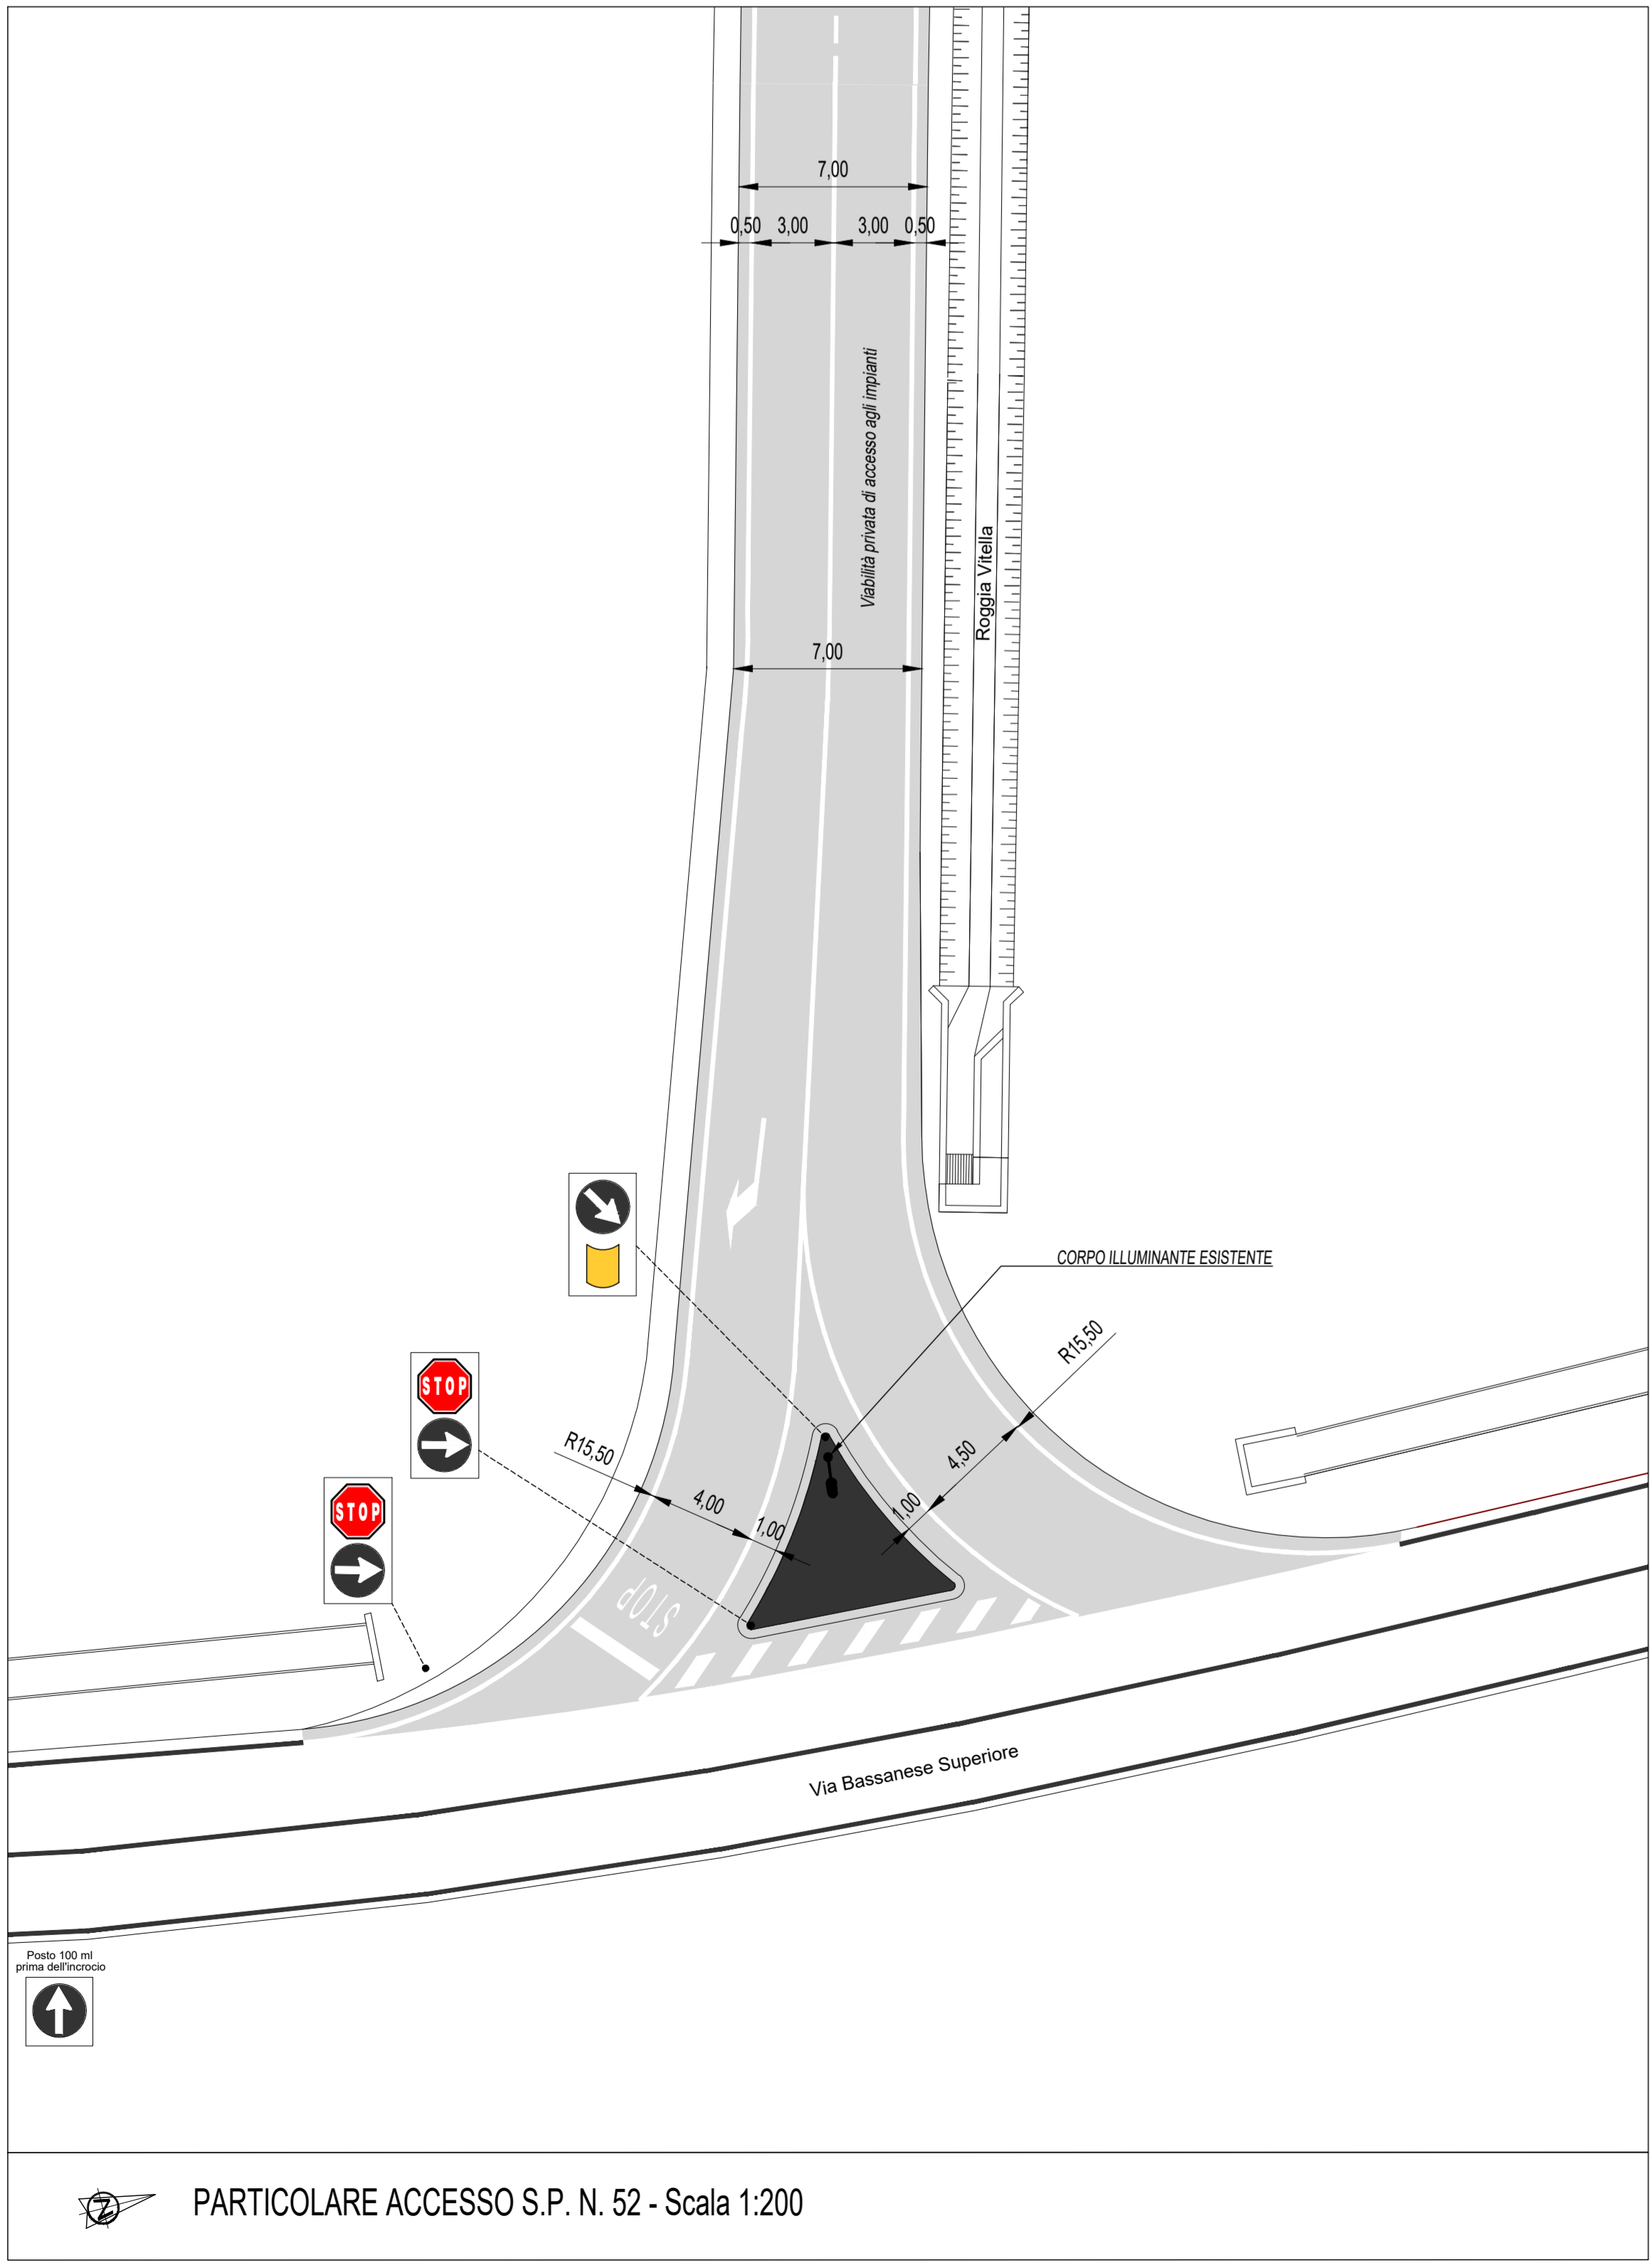 7,00
0,50 3,00 3,00 0,50
Viabilità privata di accesso agli impianti
Roggia Vitella
7,00
CORPO ILLUMINANTE ESISTENTE
R15,50
STOP
R15,50
4,50
4,00
1,00
1,00
STOP
STOP
Via Bassanese Superiore
Posto 100 ml
prima dell'incrocio
Z
PARTICOLARE ACCESSO S.P. N. 52 - Scala 1:200